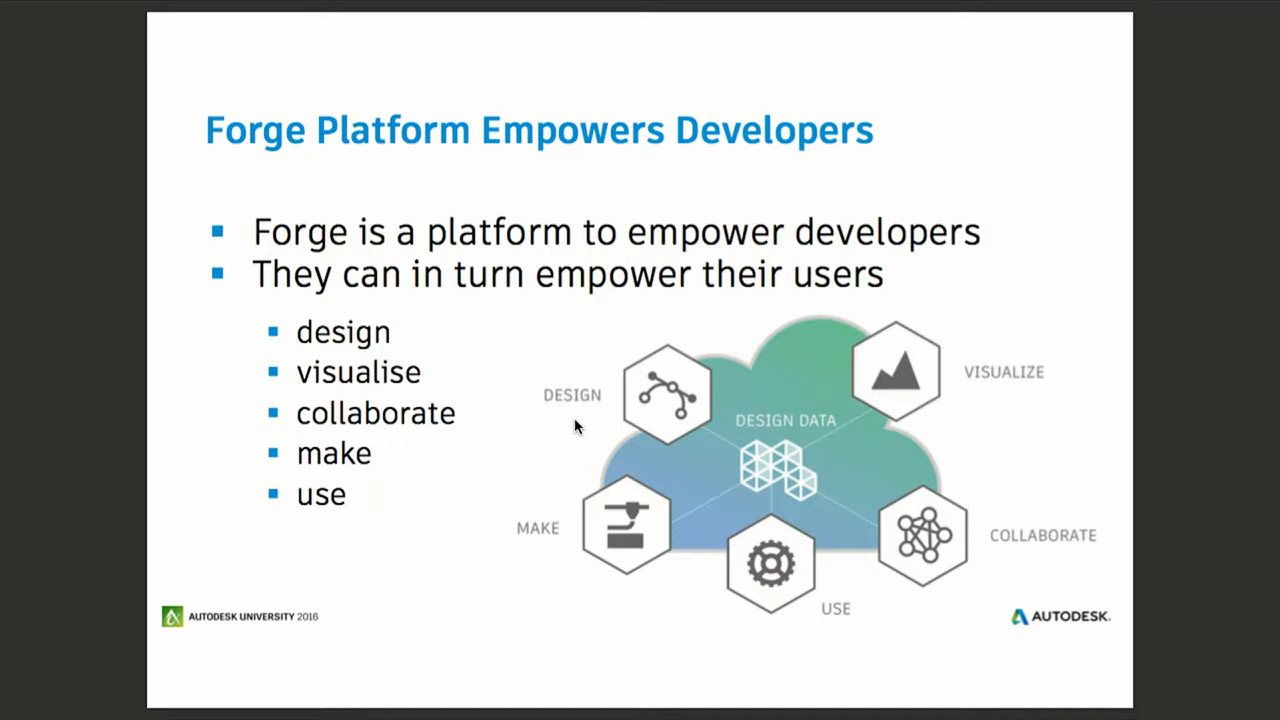 Forge Platform Empowers Developers
Forge is a platform to empower developers
They can in turn empower their users
design
visualise
collaborate
make
use
DESIGN
VISUALIZE
DESIGN DATA
MAKE
COLLABORATE
USE
AUTODESK UNIVERSITY 2016
AUTODESK.